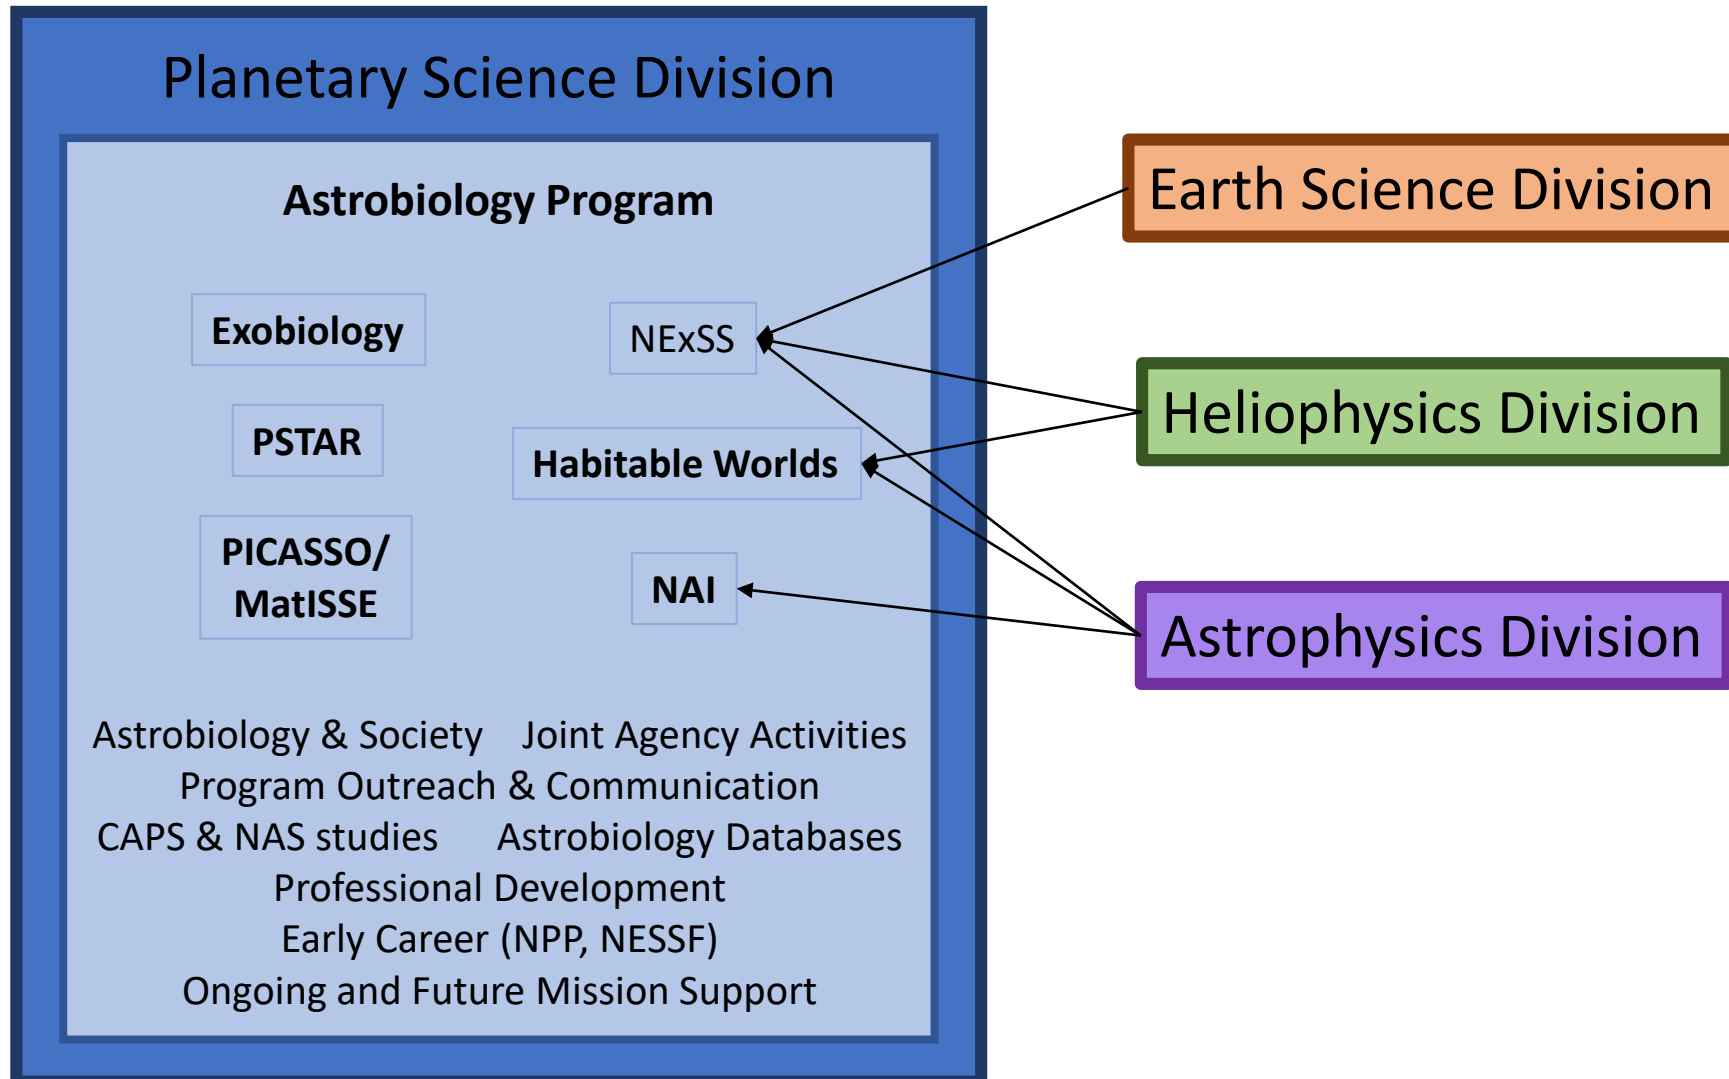 Planetary Science Division
Astrobiology Program
Exobiology
NExSS
PSTAR
Habitable Worlds
PICASSO/
MatISSE
NAI
Astrobiology & Society Joint Agency Activities
Program Outreach & Communication
CAPS & NAS studies Astrobiology Databases
Professional Development
Early Career (NPP, NESSF)
Ongoing and Future Mission Support
Earth Science Division
Heliophysics Division
Astrophysics Division